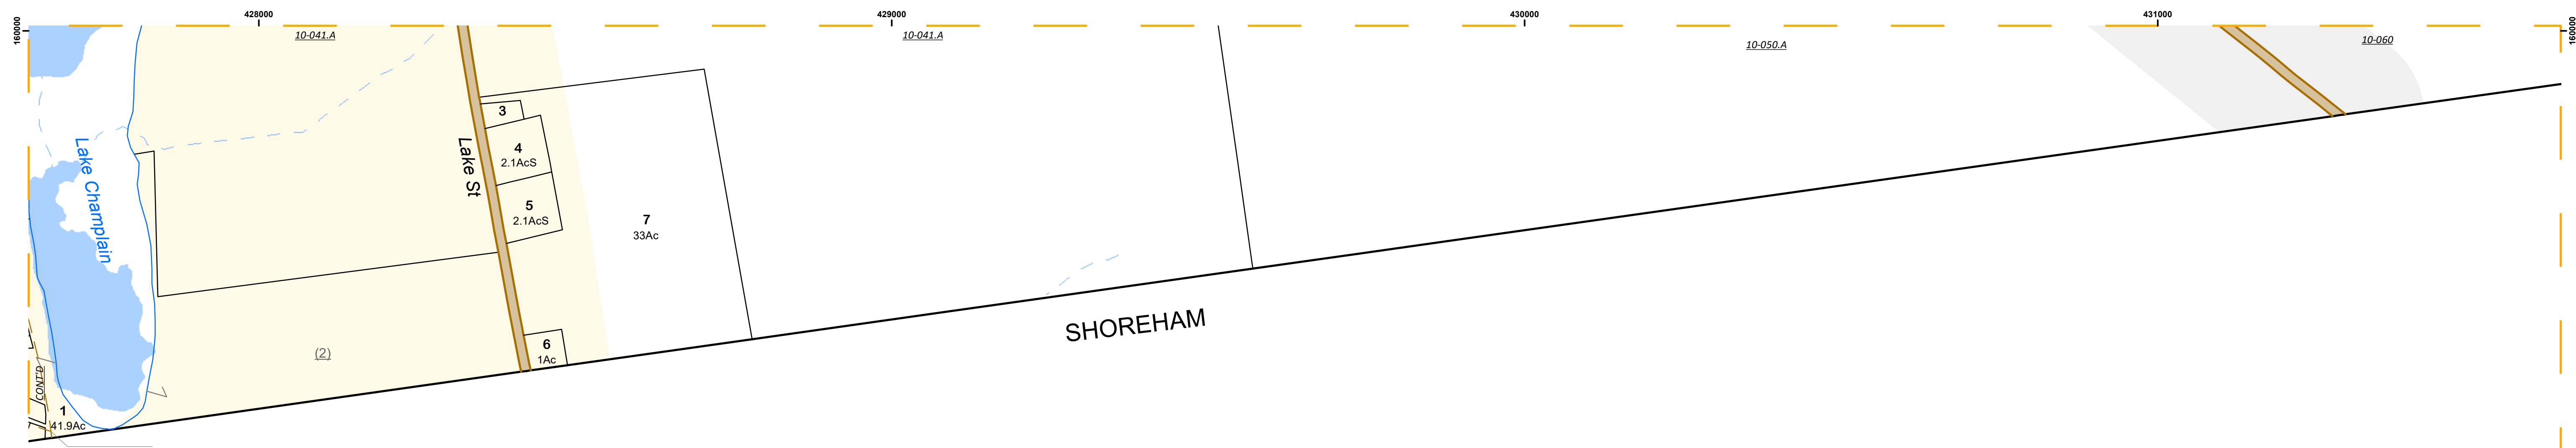 428000
429000
430000
431000
160000
160000
10-041.A
10-041.A
10-050.A
10-060
Lake Champlain
Lake St
3
4
2.1AcS
5
2.1AcS
7
33Ac
SHOREHAM
6
1Ac
(2)
CONT'D
1
41.9Ac